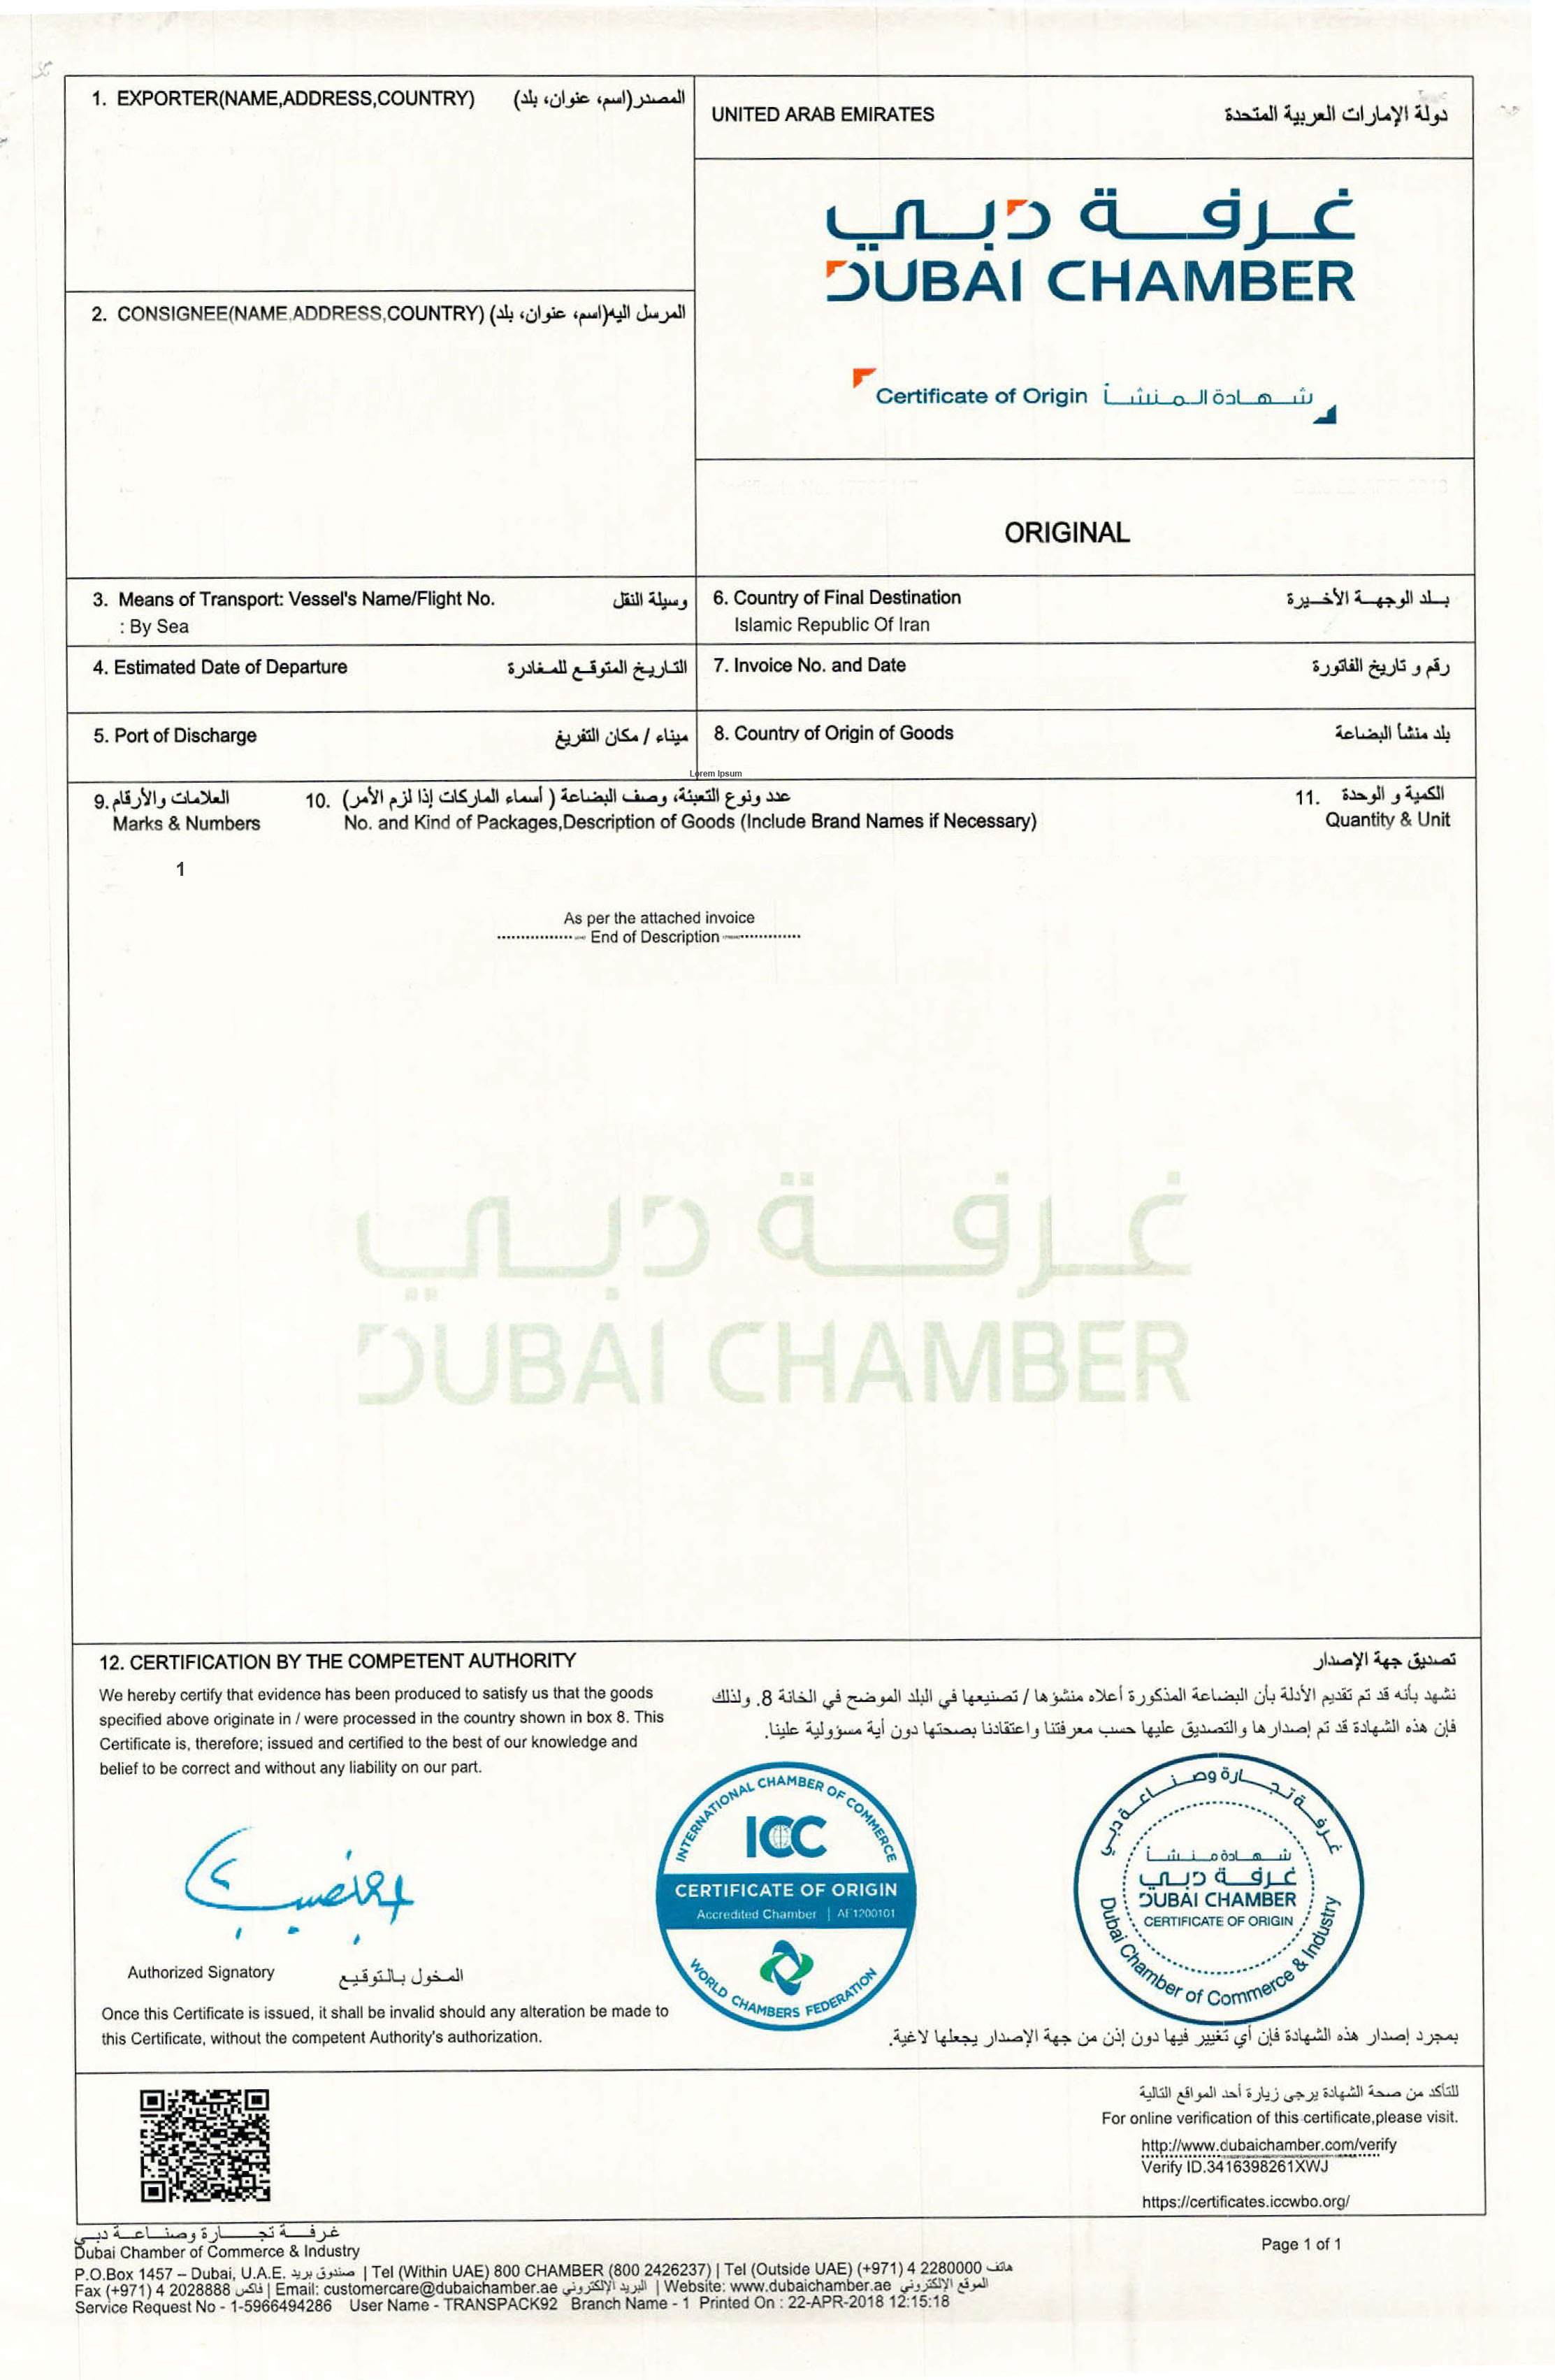 1. EXPORTER(NAME,ADDRESS,COUNTRY) المصدر(اسم، عنوان، بلد)
UNITED ARAB EMIRATES دولة الإمارات العربية المتحدة
غرفة دبي
DUBAI CHAMBER
Certificate of Origin شهادة المنشأ
2. CONSIGNEE(NAME,ADDRESS,COUNTRY) المرسل اليه(اسم، عنوان، بلد)
ORIGINAL
3. Means of Transport: Vessel's Name/Flight No. وسيلة النقل
: By Sea
6. Country of Final Destination بلد الوجهة الأخيرة
Islamic Republic Of Iran
4. Estimated Date of Departure التاريخ المتوقع للمغادرة
7. Invoice No. and Date رقم و تاريخ الفاتورة
5. Port of Discharge ميناء / مكان التفريغ
8. Country of Origin of Goods بلد منشأ البضاعة
Lorem Ipsum
9. العلامات والأرقام
Marks & Numbers
10. عدد ونوع التعبئة، وصف البضاعة ( أسماء الماركات إذا لزم الأمر)
No. and Kind of Packages,Description of Goods (Include Brand Names if Necessary)
11. الكمية و الوحدة
Quantity & Unit
1
As per the attached invoice
End of Description
غرفة دبي
DUBAI CHAMBER
12. CERTIFICATION BY THE COMPETENT AUTHORITY تصديق جهة الإصدار
We hereby certify that evidence has been produced to satisfy us that the goods
specified above originate in / were processed in the country shown in box 8. This
Certificate is, therefore; issued and certified to the best of our knowledge and
belief to be correct and without any liability on our part.
نشهد بأنه قد تم تقديم الأدلة بأن البضاعة المذكورة أعلاه منشؤها / تصنيعها في البلد الموضح في الخانة 8. ولذلك
فإن هذه الشهادة قد تم إصدارها والتصديق عليها حسب معرفتنا واعتقادنا بصحتها دون أية مسؤولية علينا.
INTERNATIONAL CHAMBER OF COMMERCE
ICC
CERTIFICATE OF ORIGIN
Accredited Chamber | AE1200101
WORLD CHAMBERS FEDERATION
غرفة تجارة وصناعة دبي
شهادة منشأ
غرفة دبي
DUBAI CHAMBER
CERTIFICATE OF ORIGIN
Dubai Chamber of Commerce & Industry
Authorized Signatory المخول بالتوقيع
Once this Certificate is issued, it shall be invalid should any alteration be made to
this Certificate, without the competent Authority's authorization.
بمجرد إصدار هذه الشهادة فإن أي تغيير فيها دون إذن من جهة الإصدار يجعلها لاغية.
للتأكد من صحة الشهادة يرجى زيارة أحد المواقع التالية
For online verification of this certificate,please visit.
http://www.dubaichamber.com/verify
Verify ID.3416398261XWJ
https://certificates.iccwbo.org/
غرفة تجارة وصناعة دبي
Dubai Chamber of Commerce & Industry
Page 1 of 1
P.O.Box 1457 – Dubai, U.A.E. صندوق بريد | Tel (Within UAE) 800 CHAMBER (800 2426237) | Tel (Outside UAE) (+971) 4 2280000 هاتف
Fax (+971) 4 2028888 فاكس | Email: customercare@dubaichamber.ae البريد الإلكتروني | Website: www.dubaichamber.ae الموقع الإلكتروني
Service Request No - 1-5966494286 User Name - TRANSPACK92 Branch Name - 1 Printed On : 22-APR-2018 12:15:18